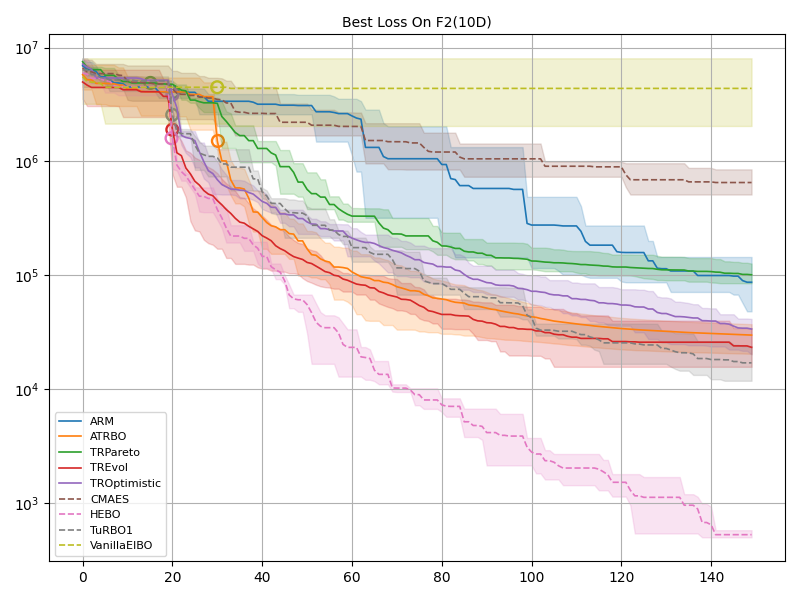 Best Loss On F2(10D)
10^7
10^6
10^5
10^4
10^3
ARM
ATRBO
TRPareto
TREvol
TROptimistic
CMAES
HEBO
TuRBO1
VanillaEIBO
0 20 40 60 80 100 120 140